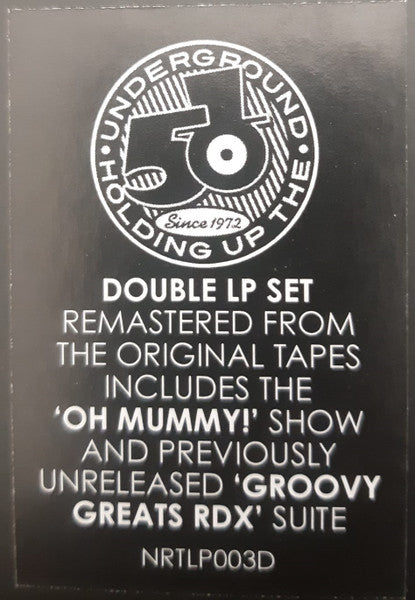 • UNDERGROUND •
HOLDING UP THE
50
Since 1972
DOUBLE LP SET
REMASTERED FROM
THE ORIGINAL TAPES
INCLUDES THE
‘OH MUMMY!’ SHOW
AND PREVIOUSLY
UNRELEASED ‘GROOVY
GREATS RDX’ SUITE
NRTLP003D